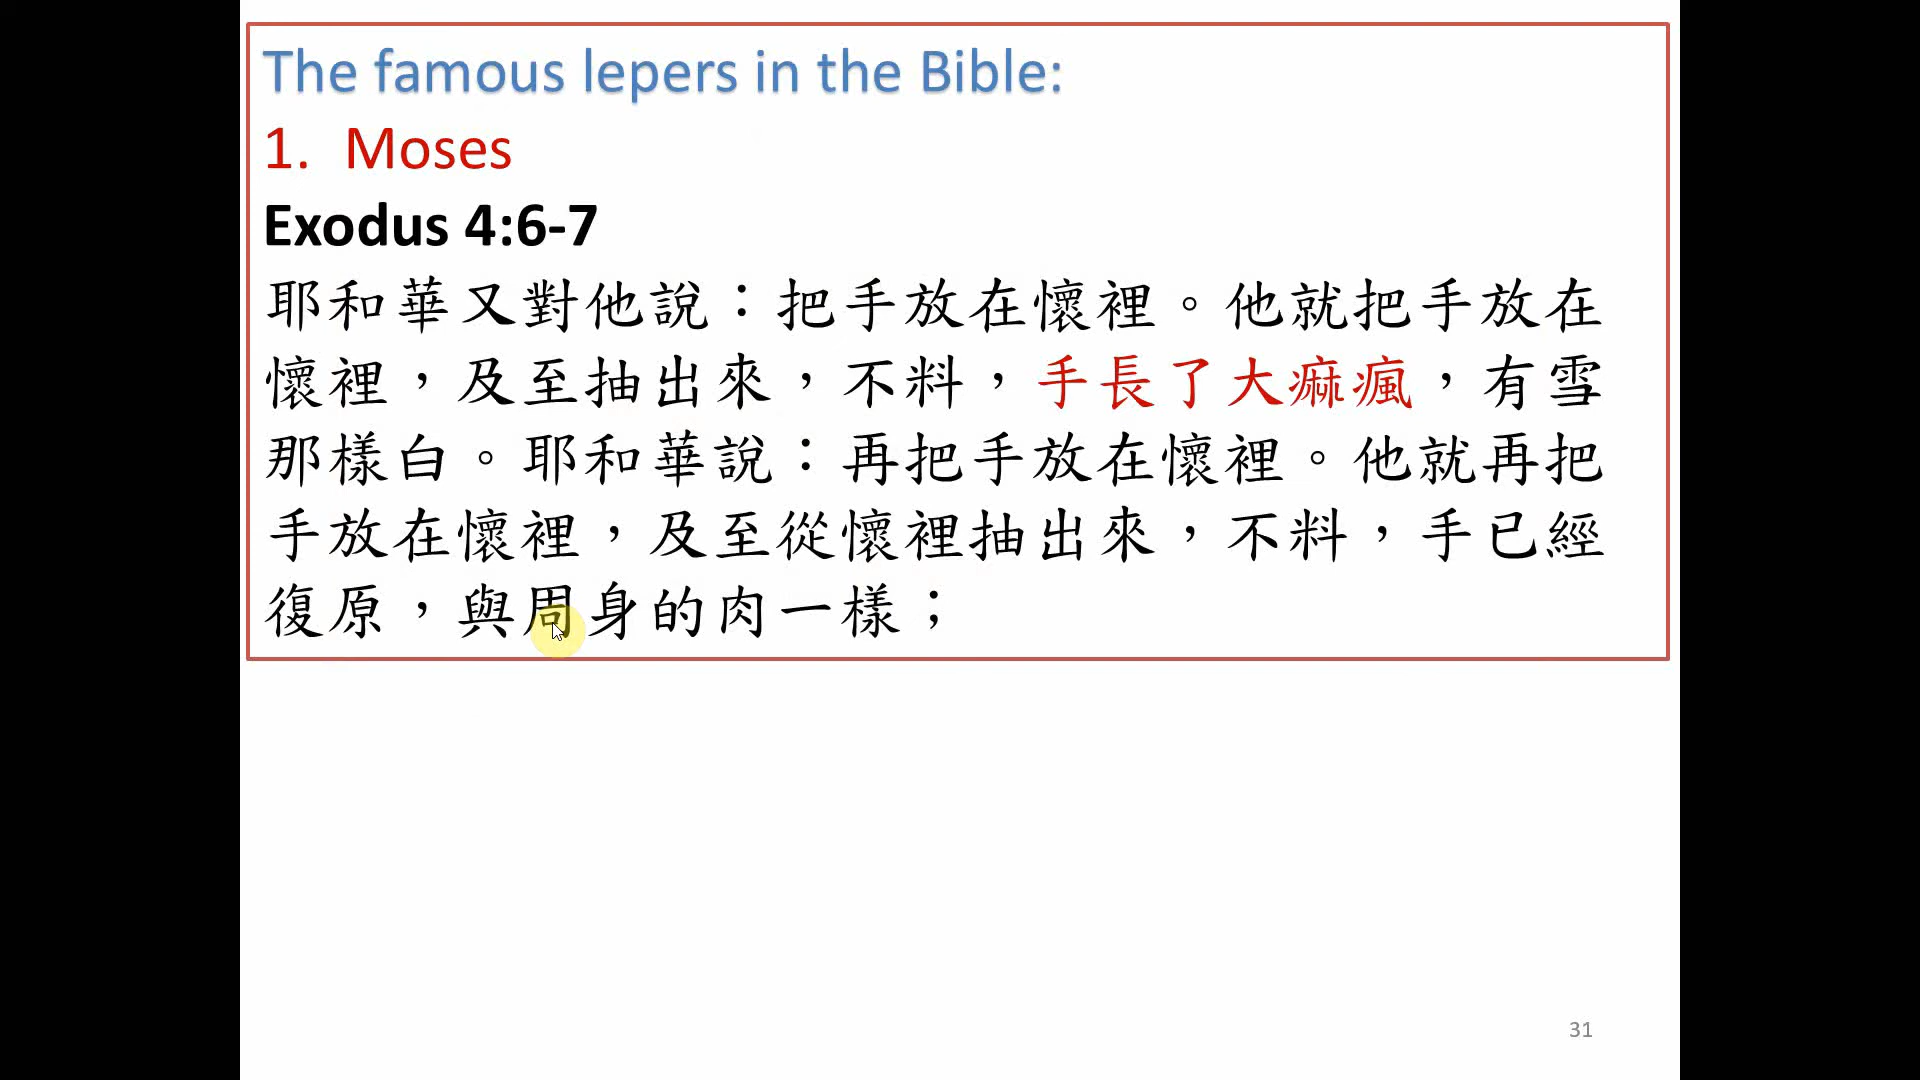 The famous lepers in the Bible:
1. Moses
Exodus 4:6-7
耶和華又對他說：把手放在懷裡。他就把手放在
懷裡，及至抽出來，不料，手長了大痲瘋，有雪
那樣白。耶和華說：再把手放在懷裡。他就再把
手放在懷裡，及至從懷裡抽出來，不料，手已經
復原，與周身的肉一樣；
31